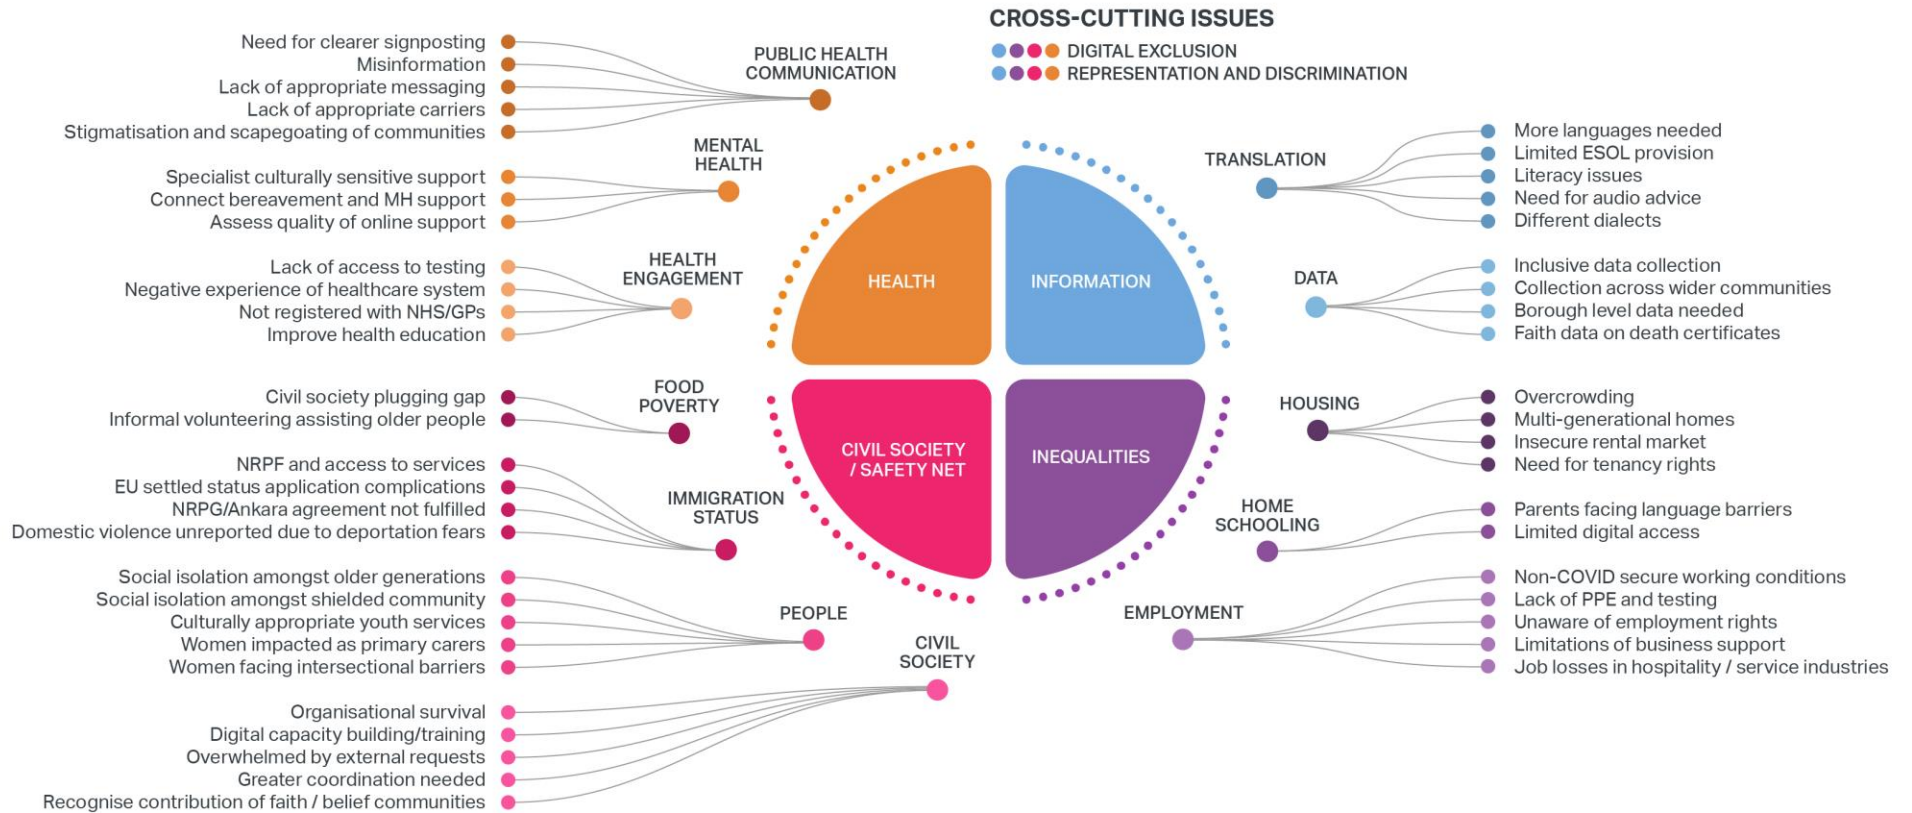 CROSS-CUTTING ISSUES
DIGITAL EXCLUSION
REPRESENTATION AND DISCRIMINATION
PUBLIC HEALTH
COMMUNICATION
Need for clearer signposting
Misinformation
Lack of appropriate messaging
Lack of appropriate carriers
Stigmatisation and scapegoating of communities
MENTAL
HEALTH
Specialist culturally sensitive support
Connect bereavement and MH support
Assess quality of online support
HEALTH
ENGAGEMENT
Lack of access to testing
Negative experience of healthcare system
Not registered with NHS/GPs
Improve health education
FOOD
POVERTY
Civil society plugging gap
Informal volunteering assisting older people
IMMIGRATION
STATUS
NRPF and access to services
EU settled status application complications
NRPG/Ankara agreement not fulfilled
Domestic violence unreported due to deportation fears
PEOPLE
Social isolation amongst older generations
Social isolation amongst shielded community
Culturally appropriate youth services
Women impacted as primary carers
Women facing intersectional barriers
CIVIL
SOCIETY
Organisational survival
Digital capacity building/training
Overwhelmed by external requests
Greater coordination needed
Recognise contribution of faith / belief communities
HEALTH
INFORMATION
CIVIL SOCIETY
/ SAFETY NET
INEQUALITIES
TRANSLATION
More languages needed
Limited ESOL provision
Literacy issues
Need for audio advice
Different dialects
DATA
Inclusive data collection
Collection across wider communities
Borough level data needed
Faith data on death certificates
HOUSING
Overcrowding
Multi-generational homes
Insecure rental market
Need for tenancy rights
HOME
SCHOOLING
Parents facing language barriers
Limited digital access
EMPLOYMENT
Non-COVID secure working conditions
Lack of PPE and testing
Unaware of employment rights
Limitations of business support
Job losses in hospitality / service industries